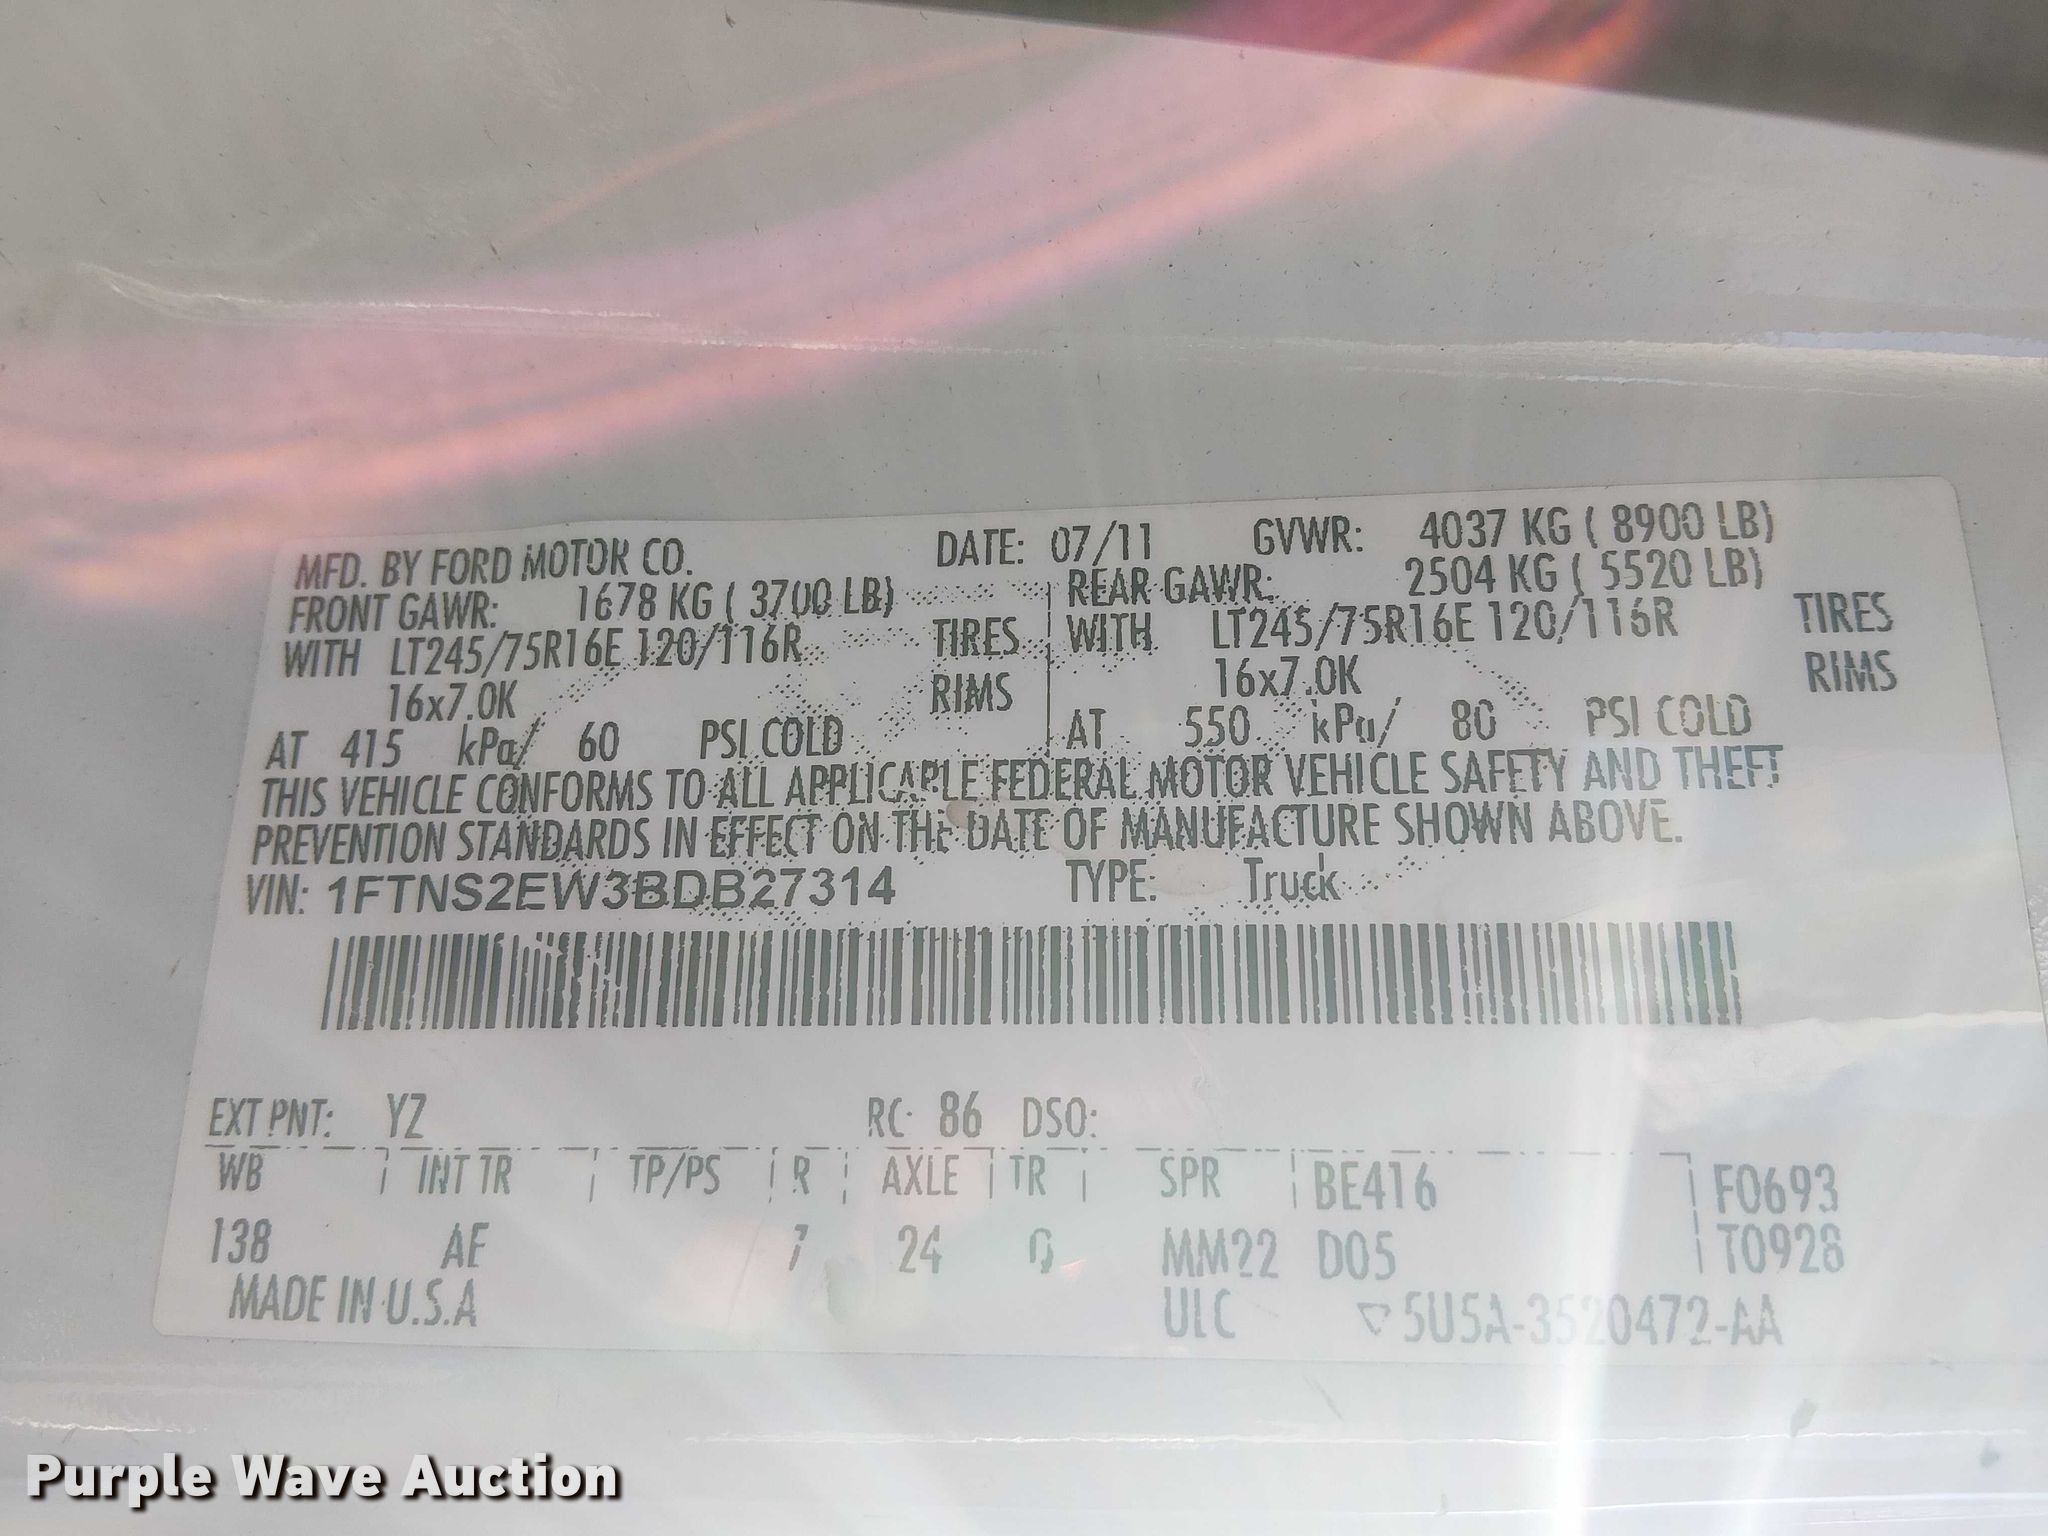 MFD. BY FORD MOTOR CO. DATE: 07/11 GVWR: 4037 KG ( 8900 LB)
FRONT GAWR: 1678 KG ( 3700 LB) REAR GAWR: 2504 KG ( 5520 LB)
WITH LT245/75R16E 120/116R TIRES WITH LT245/75R16E 120/116R TIRES
16x7.0K RIMS 16x7.0K RIMS
AT 415 kPa/ 60 PSI COLD AT 550 kPa/ 80 PSI COLD
THIS VEHICLE CONFORMS TO ALL APPLICABLE FEDERAL MOTOR VEHICLE SAFETY AND THEFT
PREVENTION STANDARDS IN EFFECT ON THE DATE OF MANUFACTURE SHOWN ABOVE.
VIN: 1FTNS2EW3BDB27314 TYPE: Truck
EXT PNT: YZ RC: 86 DSO:
WB INT TR TP/PS R AXLE TR SPR BE416 F0693
138 AE 7 24 Q MM22 D05 T0928
MADE IN U.S.A ULC 5U5A-3520472-AA
Purple Wave Auction